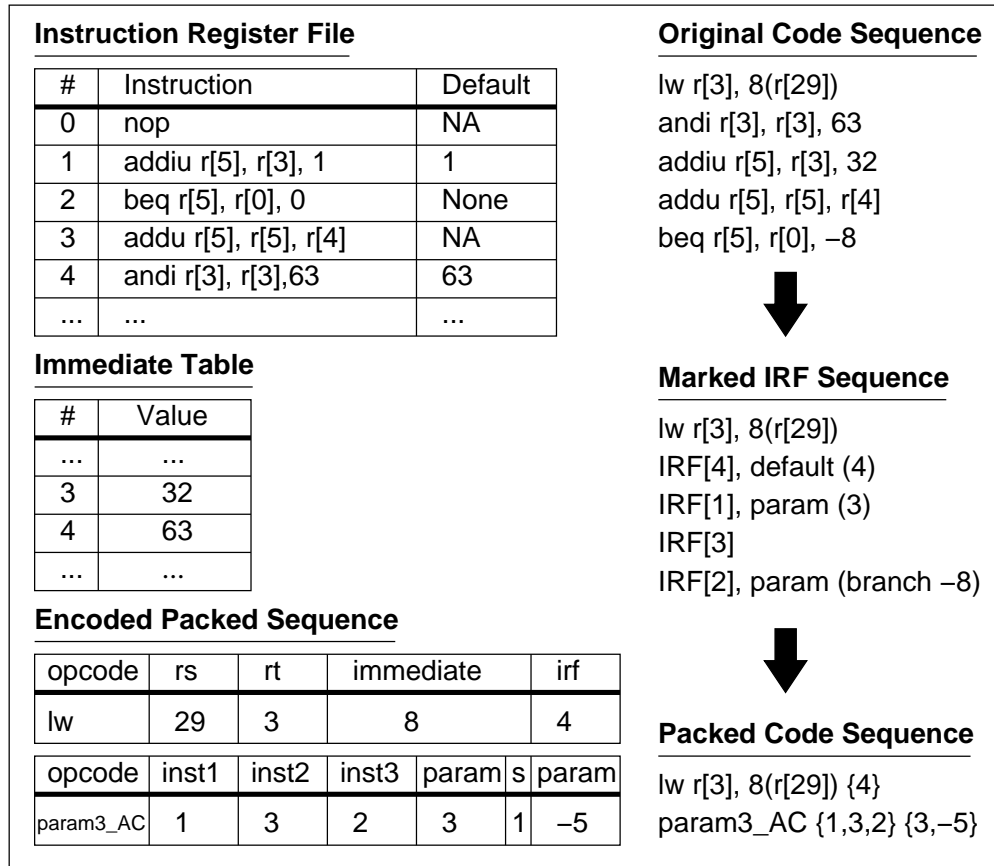 Instruction Register File
# Instruction Default
0 nop NA
1 addiu r[5], r[3], 1 1
2 beq r[5], r[0], 0 None
3 addu r[5], r[5], r[4] NA
4 andi r[3], r[3],63 63
... ... ...
Immediate Table
# Value
... ...
3 32
4 63
... ...
Encoded Packed Sequence
opcode rs rt immediate irf
lw 29 3 8 4
opcode inst1 inst2 inst3 param s param
param3_AC 1 3 2 3 1 −5
Original Code Sequence
lw r[3], 8(r[29])
andi r[3], r[3], 63
addiu r[5], r[3], 32
addu r[5], r[5], r[4]
beq r[5], r[0], −8
Marked IRF Sequence
lw r[3], 8(r[29])
IRF[4], default (4)
IRF[1], param (3)
IRF[3]
IRF[2], param (branch −8)
Packed Code Sequence
lw r[3], 8(r[29]) {4}
param3_AC {1,3,2} {3,−5}